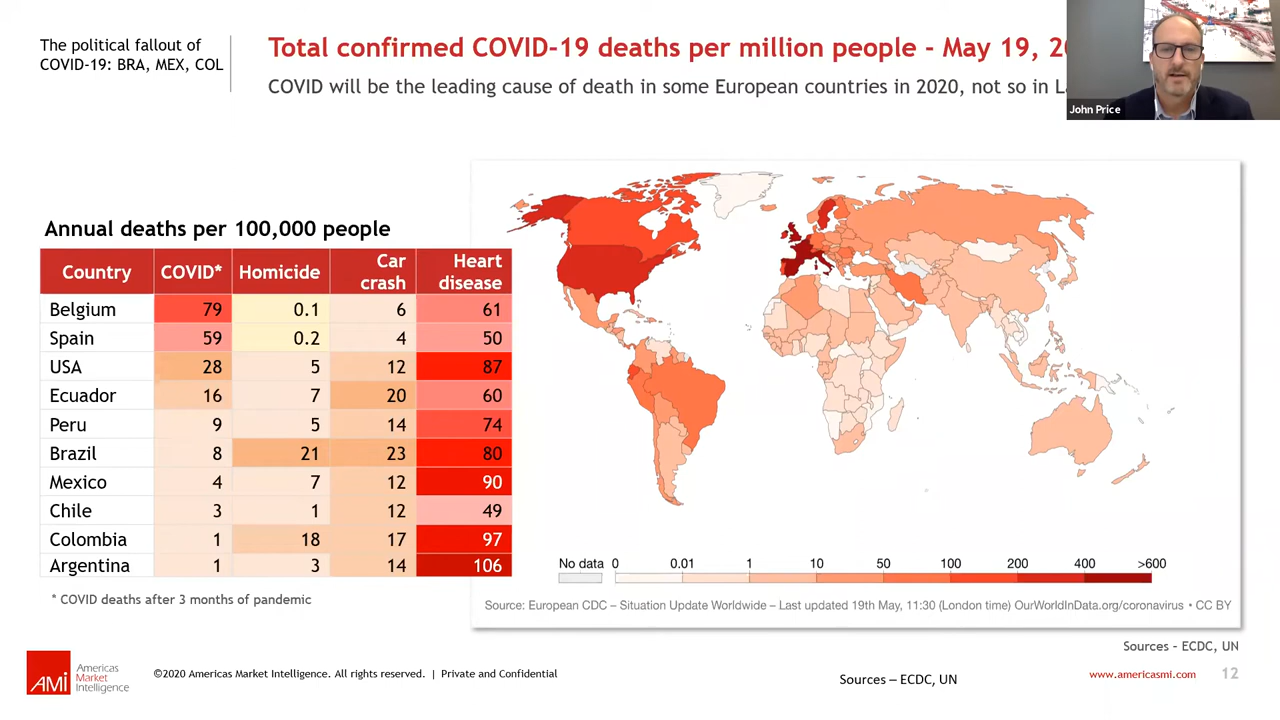 The political fallout of
COVID-19: BRA, MEX, COL
Total confirmed COVID-19 deaths per million people - May 19,
COVID will be the leading cause of death in some European countries in 2020, not so in
John Price
Annual deaths per 100,000 people
Country COVID* Homicide Car crash Heart disease
Belgium 79 0.1 6 61
Spain 59 0.2 4 50
USA 28 5 12 87
Ecuador 16 7 20 60
Peru 9 5 14 74
Brazil 8 21 23 80
Mexico 4 7 12 90
Chile 3 1 12 49
Colombia 1 18 17 97
Argentina 1 3 14 106
* COVID deaths after 3 months of pandemic
No data 0 0.01 1 10 50 100 200 400 >600
Source: European CDC – Situation Update Worldwide – Last updated 19th May, 11:30 (London time) OurWorldInData.org/coronavirus • CC BY
Sources - ECDC, UN
AMI
Americas
Market
Intelligence
©2020 Americas Market Intelligence. All rights reserved. | Private and Confidential
Sources – ECDC, UN
www.americasmi.com 12